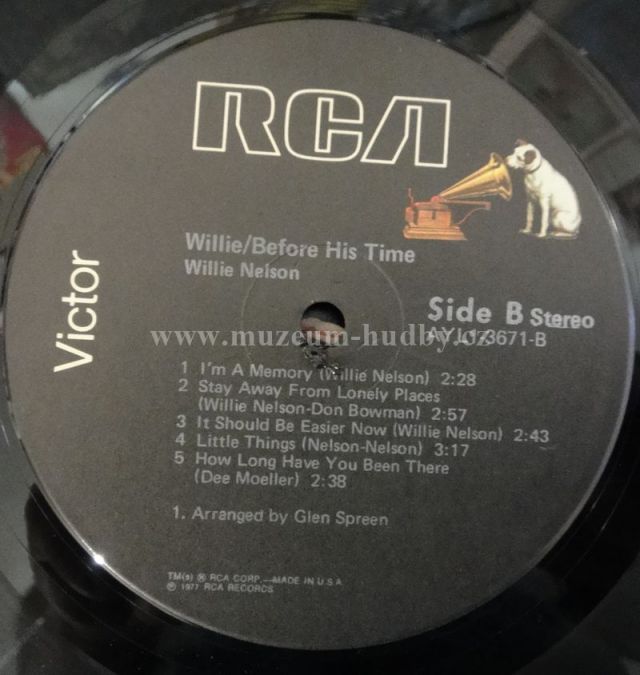 RCA
Victor
Willie/Before His Time
Willie Nelson
Side B Stereo
AYL1-3671-B
www.muzeum-hudby.cz
1 I'm A Memory (Willie Nelson) 2:28
2 Stay Away From Lonely Places
(Willie Nelson-Don Bowman) 2:57
3 It Should Be Easier Now (Willie Nelson) 2:43
4 Little Things (Nelson-Nelson) 3:17
5 How Long Have You Been There
(Dee Moeller) 2:38
1. Arranged by Glen Spreen
TM(s) ® RCA CORP.—MADE IN U.S.A.
℗ 1977 RCA RECORDS